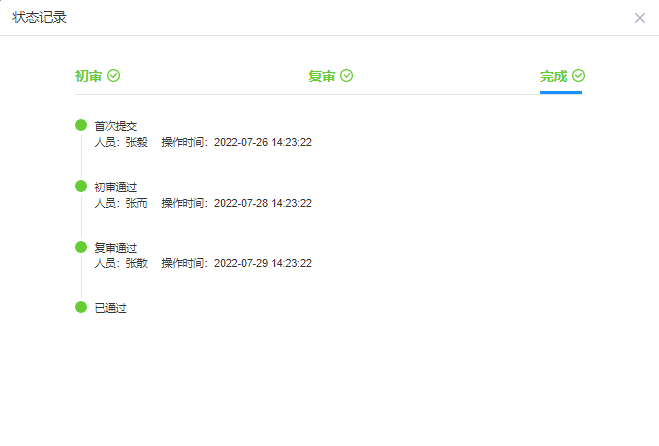 状态记录
初审 复审 完成
首次提交
人员：张毅 操作时间：2022-07-26 14:23:22
初审通过
人员：张而 操作时间：2022-07-28 14:23:22
复审通过
人员：张散 操作时间：2022-07-29 14:23:22
已通过